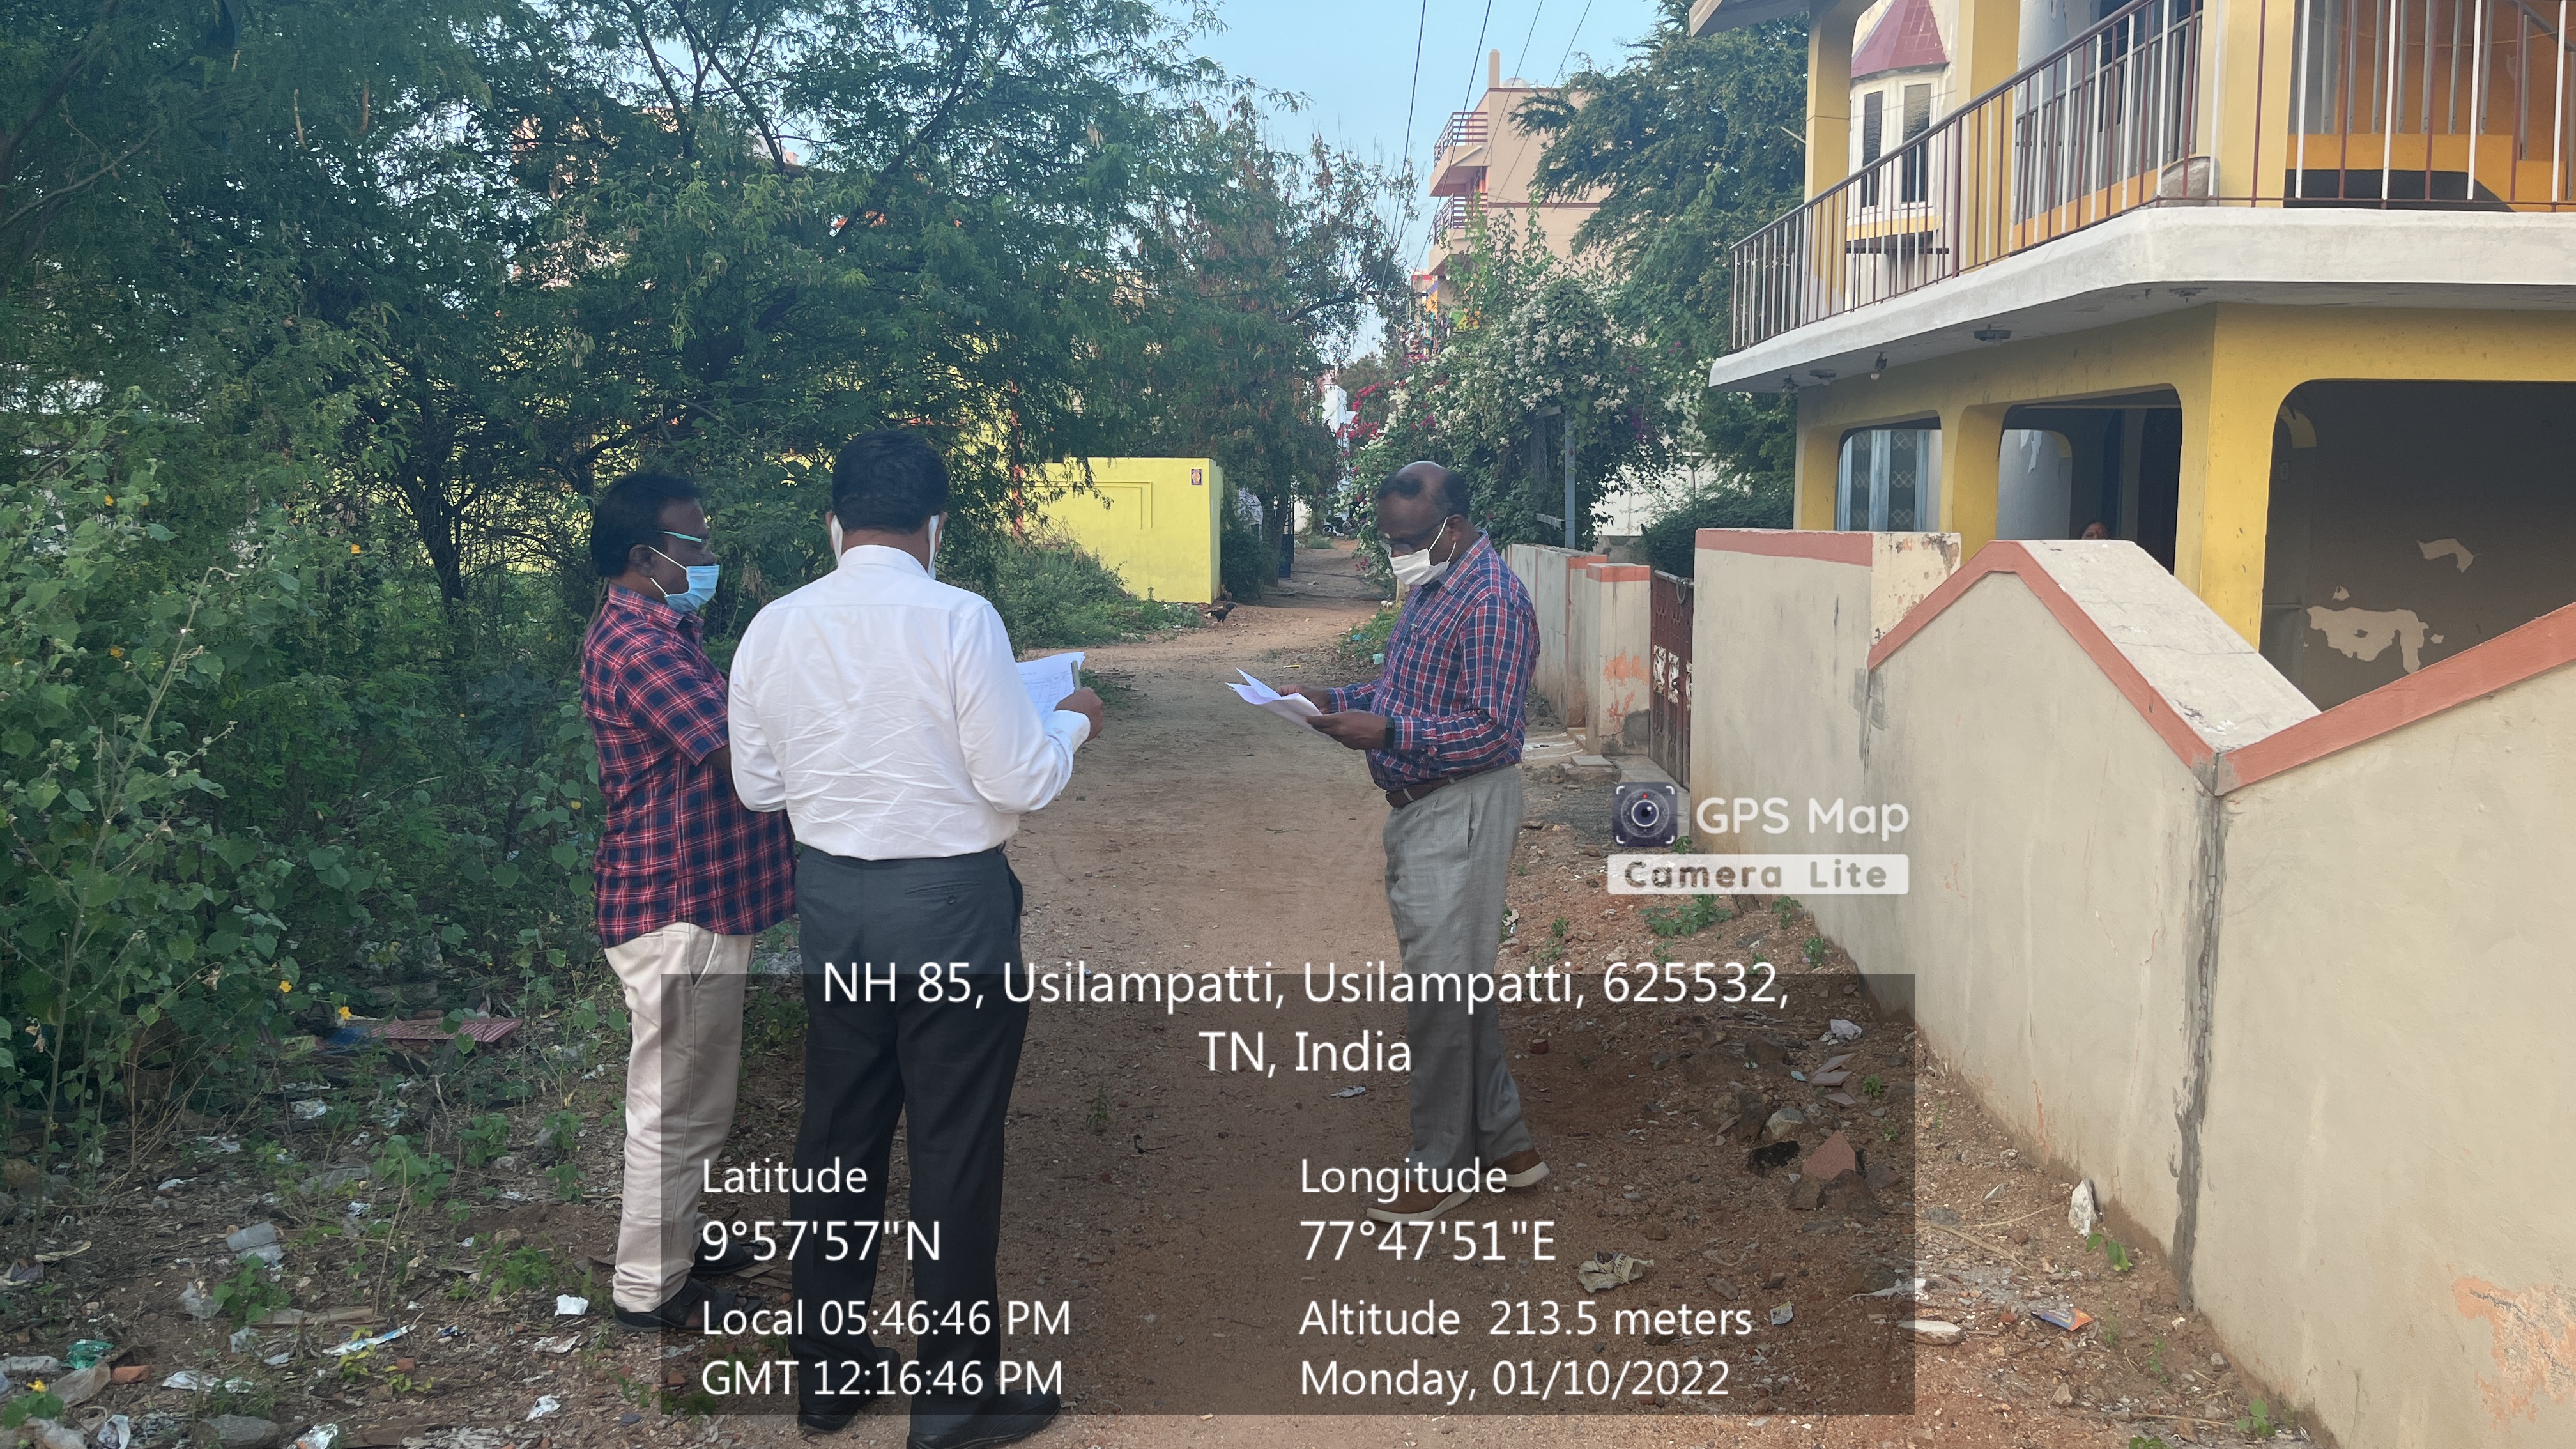 GPS Map
Camera Lite
NH 85, Usilampatti, Usilampatti, 625532,
TN, India
Latitude
9°57'57"N
Longitude
77°47'51"E
Local 05:46:46 PM
GMT 12:16:46 PM
Altitude 213.5 meters
Monday, 01/10/2022